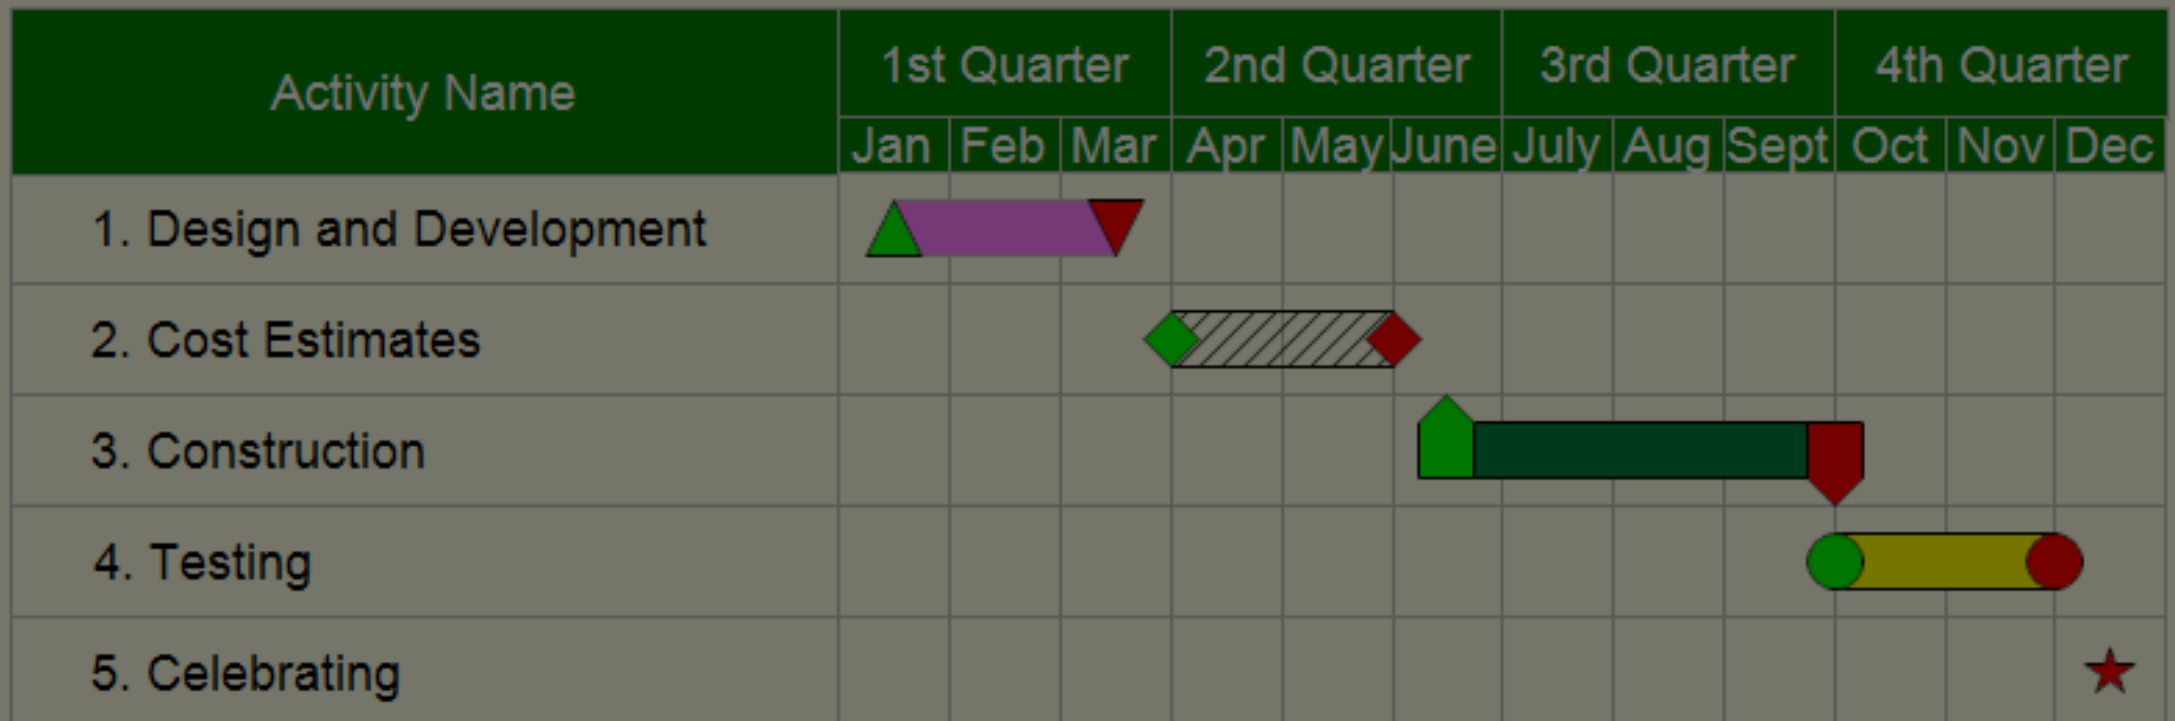 Activity Name
1st Quarter 2nd Quarter 3rd Quarter 4th Quarter
Jan Feb Mar Apr May June July Aug Sept Oct Nov Dec
1. Design and Development
2. Cost Estimates
3. Construction
4. Testing
5. Celebrating